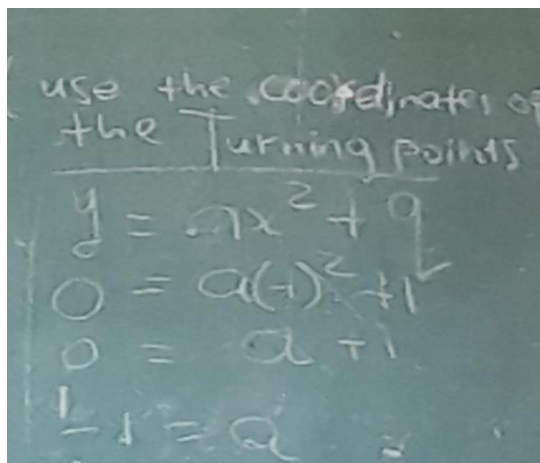 use the coordinates of
the Turning points
y = ax² + q
0 = a(-1)² + 1
0 = a + 1
-1 = a